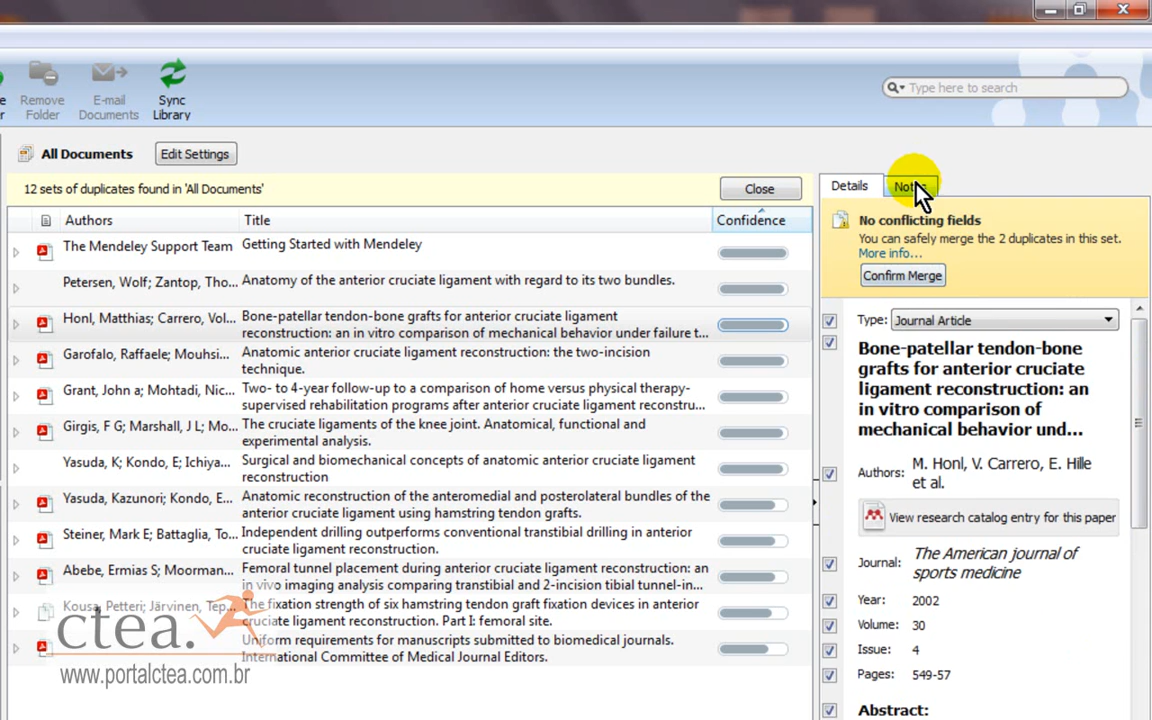 Remove
Folder
E-mail
Documents
Sync
Library
Type here to search
All Documents
Edit Settings
12 sets of duplicates found in 'All Documents'
Close
Authors Title Confidence
The Mendeley Support Team Getting Started with Mendeley
Petersen, Wolf; Zantop, Tho... Anatomy of the anterior cruciate ligament with regard to its two bundles.
Honl, Matthias; Carrero, Vol... Bone-patellar tendon-bone grafts for anterior cruciate ligament
reconstruction: an in vitro comparison of mechanical behavior under failure t...
Garofalo, Raffaele; Mouhsi... Anatomic anterior cruciate ligament reconstruction: the two-incision
technique.
Grant, John a; Mohtadi, Nic... Two- to 4-year follow-up to a comparison of home versus physical therapy-
supervised rehabilitation programs after anterior cruciate ligament reconstru...
Girgis, F G; Marshall, J L; Mo... The cruciate ligaments of the knee joint. Anatomical, functional and
experimental analysis.
Yasuda, K; Kondo, E; Ichiya... Surgical and biomechanical concepts of anatomic anterior cruciate ligament
reconstruction
Yasuda, Kazunori; Kondo, E... Anatomic reconstruction of the anteromedial and posterolateral bundles of the
anterior cruciate ligament using hamstring tendon grafts.
Steiner, Mark E; Battaglia, To... Independent drilling outperforms conventional transtibial drilling in anterior
cruciate ligament reconstruction.
Abebe, Ermias S; Moorman... Femoral tunnel placement during anterior cruciate ligament reconstruction: an
in vivo imaging analysis comparing transtibial and 2-incision tibial tunnel-in...
Kousa, Petteri; Järvinen, Tep... The fixation strength of six hamstring tendon graft fixation devices in anterior
cruciate ligament reconstruction. Part I: femoral site.
Uniform requirements for manuscripts submitted to biomedical journals.
International Committee of Medical Journal Editors.
ctea.
www.portalctea.com.br
Details Notes
No conflicting fields
You can safely merge the 2 duplicates in this set.
More info...
Confirm Merge
Type: Journal Article
Bone-patellar tendon-bone
grafts for anterior cruciate
ligament reconstruction: an
in vitro comparison of
mechanical behavior und...
Authors: M. Honl, V. Carrero, E. Hille
et al.
View research catalog entry for this paper
Journal: The American journal of
sports medicine
Year: 2002
Volume: 30
Issue: 4
Pages: 549-57
Abstract: